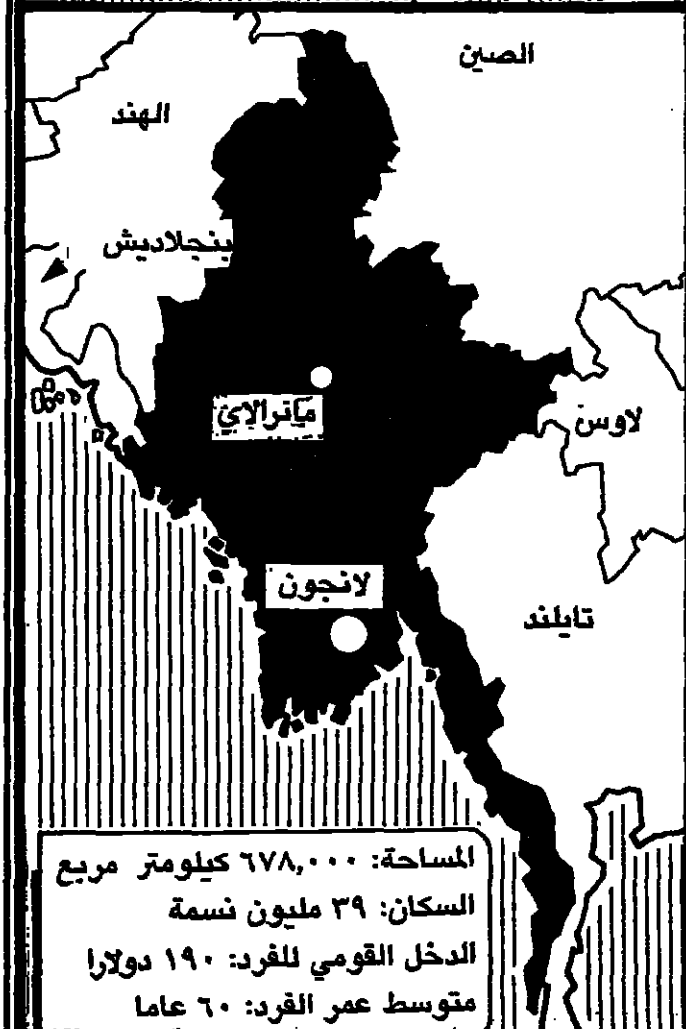 الصين
الهند
بنجلاديش
ماترالاي
لاوس
لانجون
تايلند
المساحة: ٦٧٨,٠٠٠ كيلومتر مربع
السكان: ٣٩ مليون نسمة
الدخل القومي للفرد: ١٩٠ دولارا
متوسط عمر الفرد: ٦٠ عاما